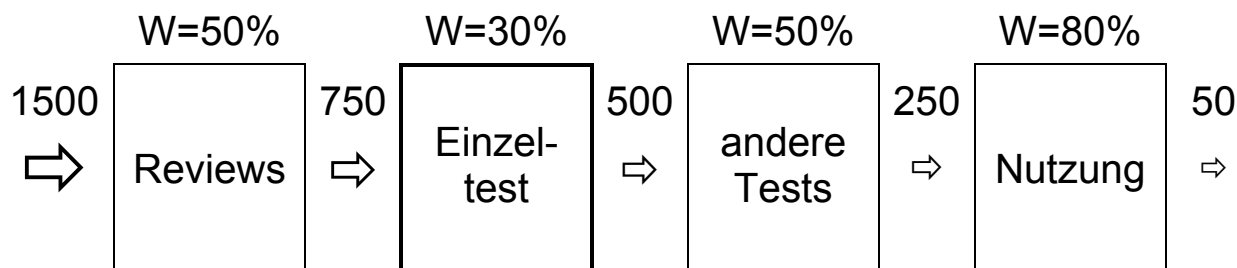 W=50% W=30% W=50% W=80%
1500 750 500 250 50
Reviews
Einzel-
test
andere
Tests
Nutzung